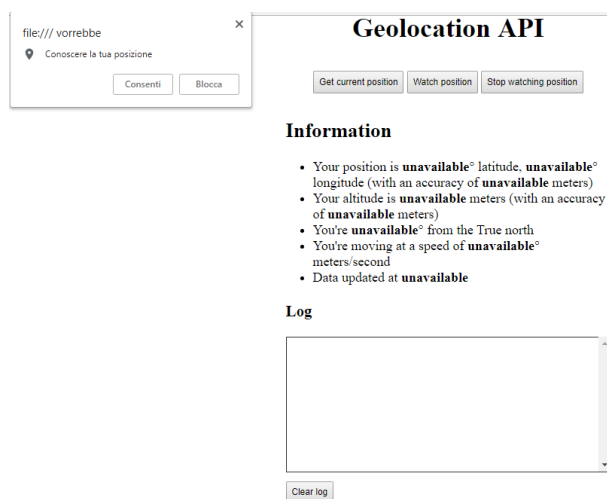 file:/// vorrebbe
Conoscere la tua posizione
Consenti Blocca
Geolocation API
Get current position Watch position Stop watching position
Information
Your position is unavailable° latitude, unavailable°
longitude (with an accuracy of unavailable meters)
Your altitude is unavailable meters (with an accuracy
of unavailable meters)
You're unavailable° from the True north
You're moving at a speed of unavailable°
meters/second
Data updated at unavailable
Log
Clear log